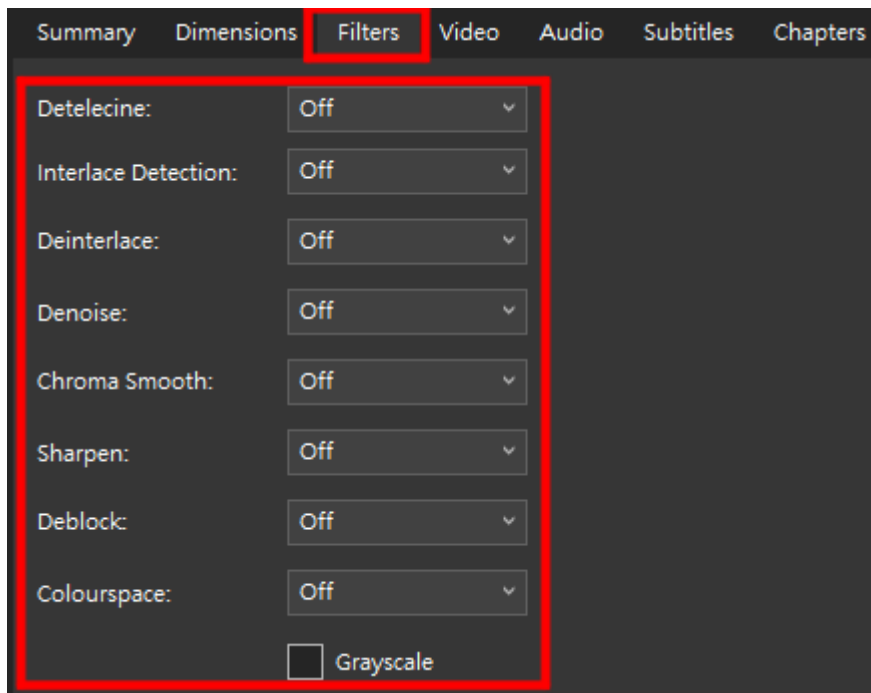 Summary Dimensions Filters Video Audio Subtitles Chapters
Detelecine: Off
Interlace Detection: Off
Deinterlace: Off
Denoise: Off
Chroma Smooth: Off
Sharpen: Off
Deblock: Off
Colourspace: Off
Grayscale